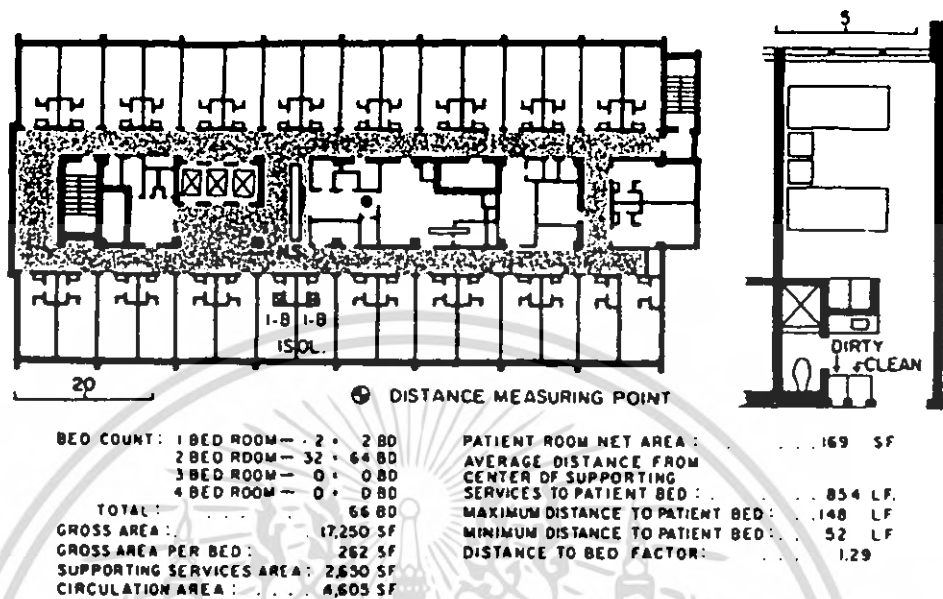 5
N.S.
1-B 1-B
ISOL.
DIRTY
CLEAN
20
DISTANCE MEASURING POINT
BED COUNT: 1 BED ROOM — 2 = 2 BD
2 BED ROOM — 32 = 64 BD
3 BED ROOM — 0 = 0 BD
4 BED ROOM — 0 = 0 BD
TOTAL: . . . . . 66 BD
GROSS AREA: . . . . . 17,250 SF
GROSS AREA PER BED: 262 SF
SUPPORTING SERVICES AREA: 2,650 SF
CIRCULATION AREA: . . . . 4,605 SF
PATIENT ROOM NET AREA: . . . . . 169 SF
AVERAGE DISTANCE FROM
CENTER OF SUPPORTING
SERVICES TO PATIENT BED: . . . . 854 LF.
MAXIMUM DISTANCE TO PATIENT BED: . . 148 LF
MINIMUM DISTANCE TO PATIENT BED: . . 52 LF
DISTANCE TO BED FACTOR: . . . 1.29